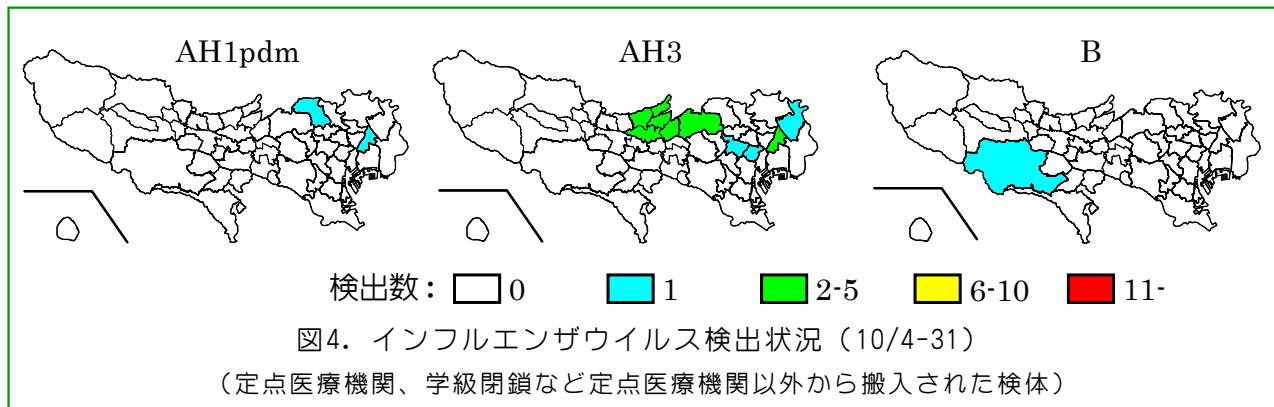 AH1pdm AH3 B
検出数： 0 1 2-5 6-10 11-
図4. インフルエンザウイルス検出状況（10/4-31）
（定点医療機関、学級閉鎖など定点医療機関以外から搬入された検体）